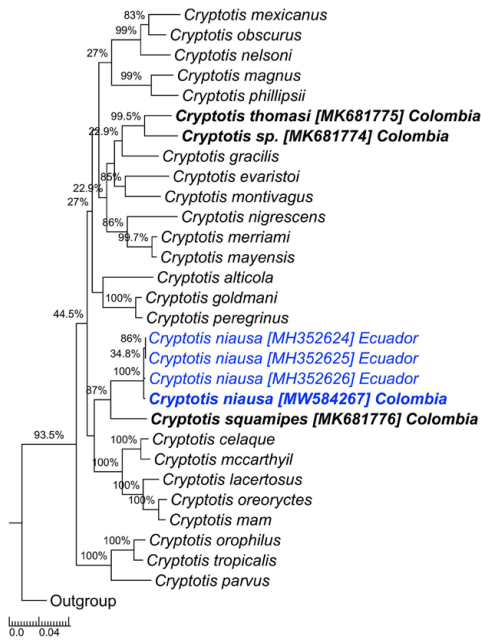 83%
Cryptotis mexicanus
99%
Cryptotis obscurus
27%
Cryptotis nelsoni
99%
Cryptotis magnus
Cryptotis phillipsii
99.5%
Cryptotis thomasi [MK681775] Colombia
22.9%
Cryptotis sp. [MK681774] Colombia
Cryptotis gracilis
85%
Cryptotis evaristoi
22.9%
Cryptotis montivagus
27%
86%
Cryptotis nigrescens
99.7%
Cryptotis merriami
Cryptotis mayensis
Cryptotis alticola
100%
Cryptotis goldmani
44.5%
Cryptotis peregrinus
86%
Cryptotis niausa [MH352624] Ecuador
34.8%
Cryptotis niausa [MH352625] Ecuador
100%
Cryptotis niausa [MH352626] Ecuador
87%
Cryptotis niausa [MW584267] Colombia
Cryptotis squamipes [MK681776] Colombia
93.5%
100%
Cryptotis celaque
100%
Cryptotis mccarthyil
100%
Cryptotis lacertosus
100%
Cryptotis oreoryctes
Cryptotis mam
100%
Cryptotis orophilus
100%
Cryptotis tropicalis
Cryptotis parvus
Outgroup
0.0 0.04